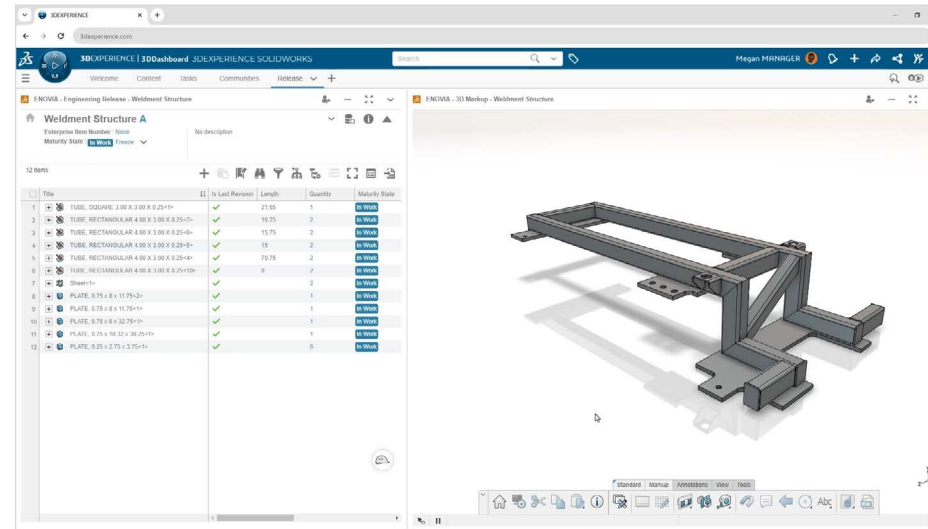 3DEXPERIENCE
3dexperience.com
3DEXPERIENCE | 3DDashboard 3DEXPERIENCE SOLIDWORKS
Search
Megan MANAGER
V.R
Welcome Content Tasks Communities Release
ENOVIA - Engineering Release - Weldment Structure
Weldment Structure A
Enterprise Item Number : None
No description
Maturity State : In Work Freeze
12 items
Title Is Last Revision Length Quantity Maturity State
1 TUBE, SQUARE 3.00 X 3.00 X 0.25<1> 21.65 1 In Work
2 TUBE, RECTANGULAR 4.00 X 3.00 X 0.25<7> 16.25 2 In Work
3 TUBE, RECTANGULAR 4.00 X 3.00 X 0.25 15.75 2 In Work
4 TUBE, RECTANGULAR 4.00 X 3.00 X 0.25 19 2 In Work
5 TUBE, RECTANGULAR 4.00 X 3.00 X 0.25<4> 70.75 2 In Work
6 TUBE, RECTANGULAR 4.00 X 3.00 X 0.25<10> 9 2 In Work
7 Sheet<1> 2 In Work
8 PLATE, 0.75 x 8 x 11.75<2> 1 In Work
9 PLATE, 0.75 x 8 x 11.75<1> 1 In Work
10 PLATE, 0.75 x 8 x 32.75<1> 1 In Work
11 PLATE, 0.75 x 18.32 x 38.25<1> 1 In Work
12 PLATE, 0.25 x 2.75 x 3.75<1> 6 In Work
ENOVIA - 3D Markup - Weldment Structure
Standard Markup Annotations View Tools
Abc